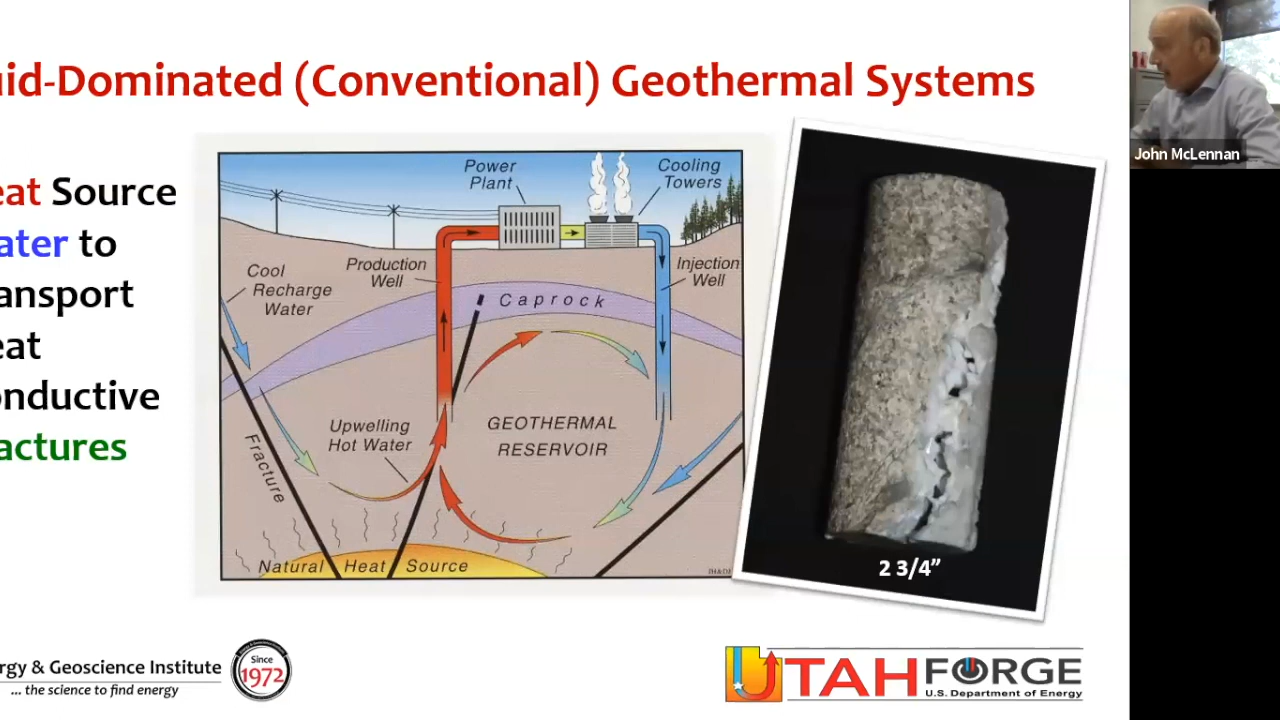 uid-Dominated (Conventional) Geothermal Systems
John McLennan
eat Source
ater to
ansport
eat
onductive
actures
Power
Plant
Cooling
Towers
Cool
Recharge
Water
Production
Well
Injection
Well
Caprock
Upwelling
Hot Water
GEOTHERMAL
RESERVOIR
Fracture
Natural Heat Source
2 3/4”
rgy & Geoscience Institute
... the science to find energy
Since
1972
UTAH FORGE
U.S. Department of Energy